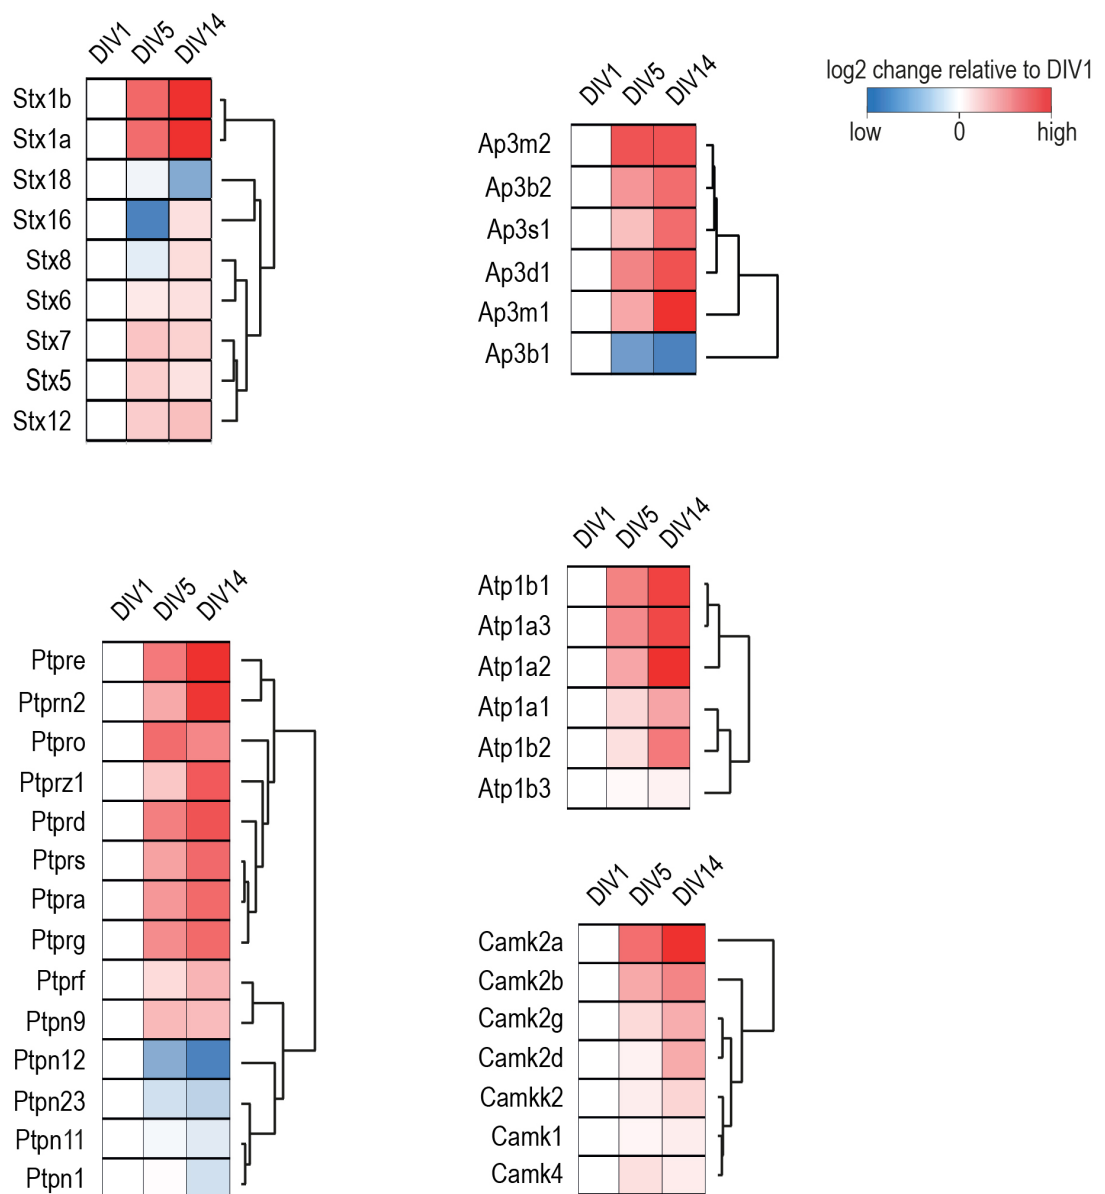 DIV1 DIV5 DIV14
Stx1b
Stx1a
Stx18
Stx16
Stx8
Stx6
Stx7
Stx5
Stx12
DIV1 DIV5 DIV14
Ap3m2
Ap3b2
Ap3s1
Ap3d1
Ap3m1
Ap3b1
log2 change relative to DIV1
low 0 high
DIV1 DIV5 DIV14
Ptpre
Ptprn2
Ptpro
Ptprz1
Ptprd
Ptprs
Ptpra
Ptprg
Ptprf
Ptpn9
Ptpn12
Ptpn23
Ptpn11
Ptpn1
DIV1 DIV5 DIV14
Atp1b1
Atp1a3
Atp1a2
Atp1a1
Atp1b2
Atp1b3
DIV1 DIV5 DIV14
Camk2a
Camk2b
Camk2g
Camk2d
Camkk2
Camk1
Camk4